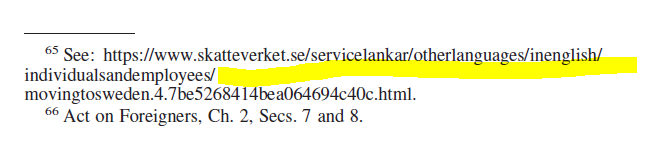 65 See: https://www.skatteverket.se/servicelankar/otherlanguages/inenglish/
individualsandemployees/
movingtosweden.4.7be5268414bea064694c40c.html.
66 Act on Foreigners, Ch. 2, Secs. 7 and 8.